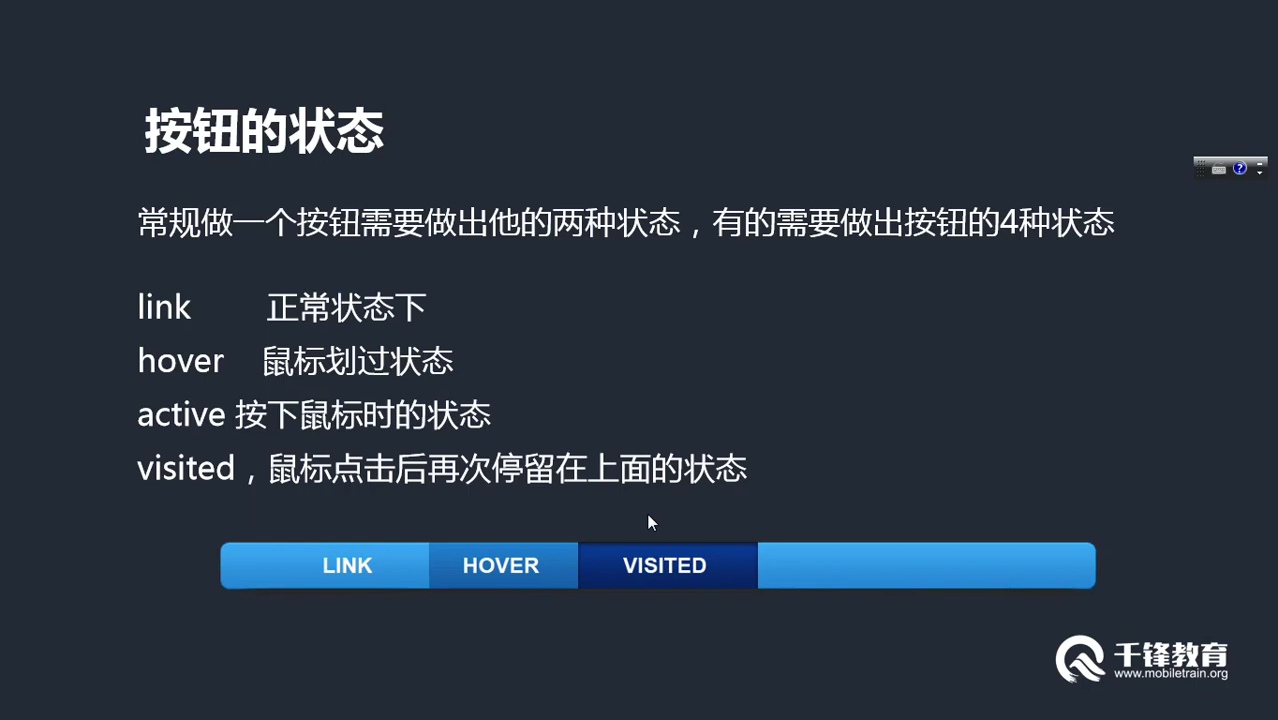 按钮的状态
常规做一个按钮需要做出他的两种状态，有的需要做出按钮的4种状态
link 正常状态下
hover 鼠标划过状态
active 按下鼠标时的状态
visited，鼠标点击后再次停留在上面的状态
LINK HOVER VISITED
千锋教育
www.mobiletrain.org